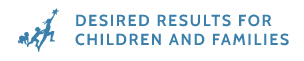 DESIRED RESULTS FOR
CHILDREN AND FAMILIES